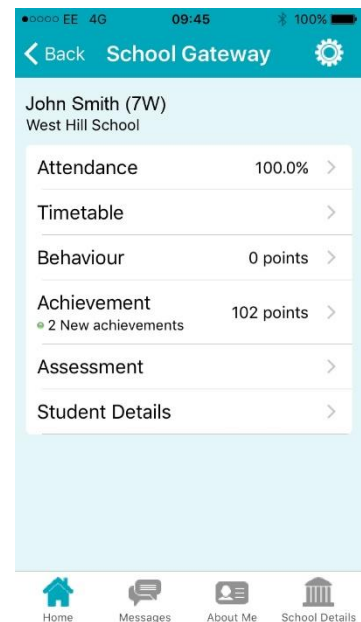 EE 4G 09:45 100%
Back School Gateway
John Smith (7W)
West Hill School
Attendance 100.0%
Timetable
Behaviour 0 points
Achievement 102 points
2 New achievements
Assessment
Student Details
Home Messages About Me School Details